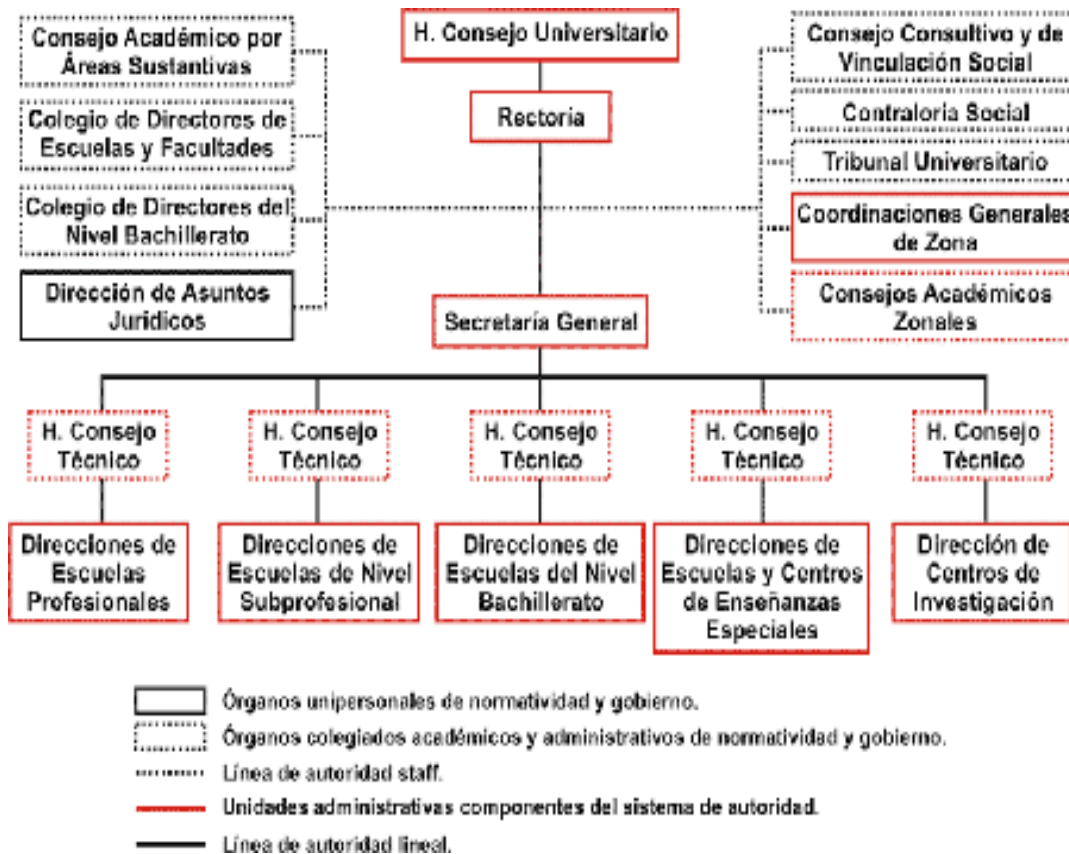 H. Consejo Universitario
Rectoria
Consejo Académico por
Áreas Sustantivas
Colegio de Directores de
Escuelas y Facultades
Colegio de Directores del
Nivel Bachillerato
Dirección de Asuntos
Jurídicos
Consejo Consultivo y de
Vinculación Social
Contraloria Social
Tribunal Universitario
Coordinaciones Generales
de Zona
Consejos Académicos
Zonales
Secretaría General
H. Consejo
Técnico
H. Consejo
Técnico
H. Consejo
Técnico
H. Consejo
Técnico
H. Consejo
Técnico
Direcciones de
Escuelas
Profesionales
Direcciones de
Escuelas de Nivel
Subprofesional
Direcciones de
Escuelas del Nivel
Bachillerato
Direcciones de
Escuelas y Centros
de Enseñanzas
Especiales
Dirección de
Centros de
Investigación
Órganos unipersonales de normatividad y gobierno.
Órganos colegiados académicos y administrativos de normatividad y gobierno.
Línea de autoridad staff.
Unidades administrativas componentes del sistema de autoridad.
Línea de autoridad lineal.